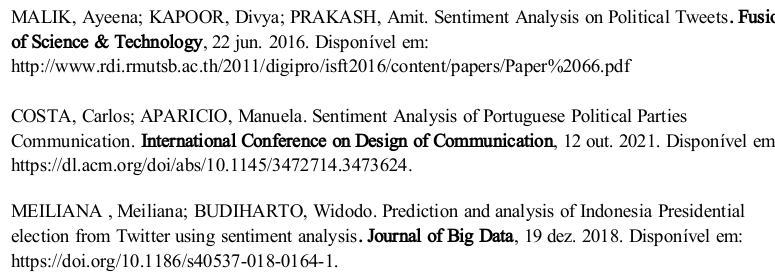 MALIK, Ayeena; KAPOOR, Divya; PRAKASH, Amit. Sentiment Analysis on Political Tweets. Fusio
of Science & Technology, 22 jun. 2016. Disponível em:
http://www.rdi.rmutsb.ac.th/2011/digipro/isft2016/content/papers/Paper%2066.pdf
COSTA, Carlos; APARICIO, Manuela. Sentiment Analysis of Portuguese Political Parties
Communication. International Conference on Design of Communication, 12 out. 2021. Disponível em
https://dl.acm.org/doi/abs/10.1145/3472714.3473624.
MEILIANA , Meiliana; BUDIHARTO, Widodo. Prediction and analysis of Indonesia Presidential
election from Twitter using sentiment analysis. Journal of Big Data, 19 dez. 2018. Disponível em:
https://doi.org/10.1186/s40537-018-0164-1.